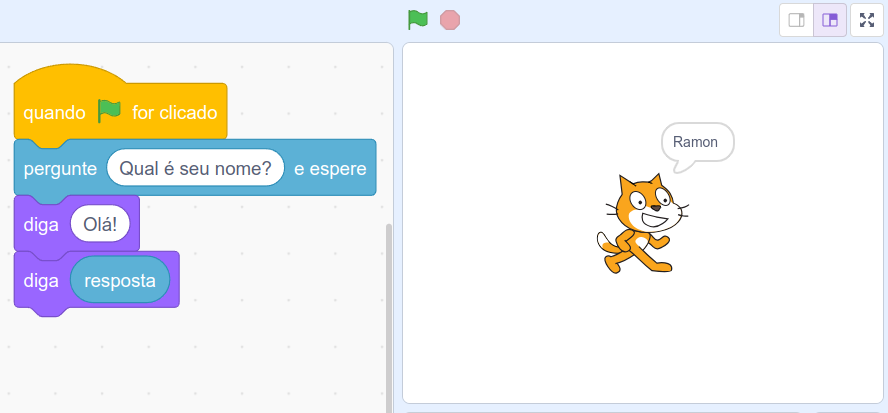 quando for clicado
pergunte Qual é seu nome? e espere
diga Olá!
diga resposta
Ramon